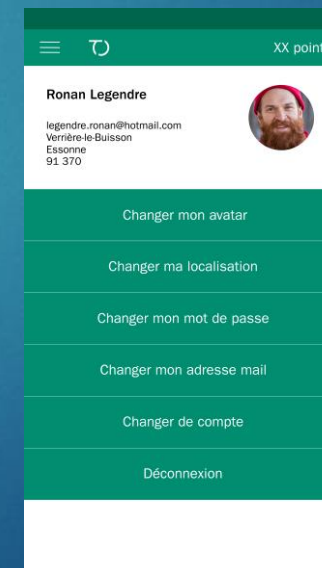 XX point
Ronan Legendre
legendre.ronan@hotmail.com
Verrière-le-Buisson
Essonne
91 370
Changer mon avatar
Changer ma localisation
Changer mon mot de passe
Changer mon adresse mail
Changer de compte
Déconnexion